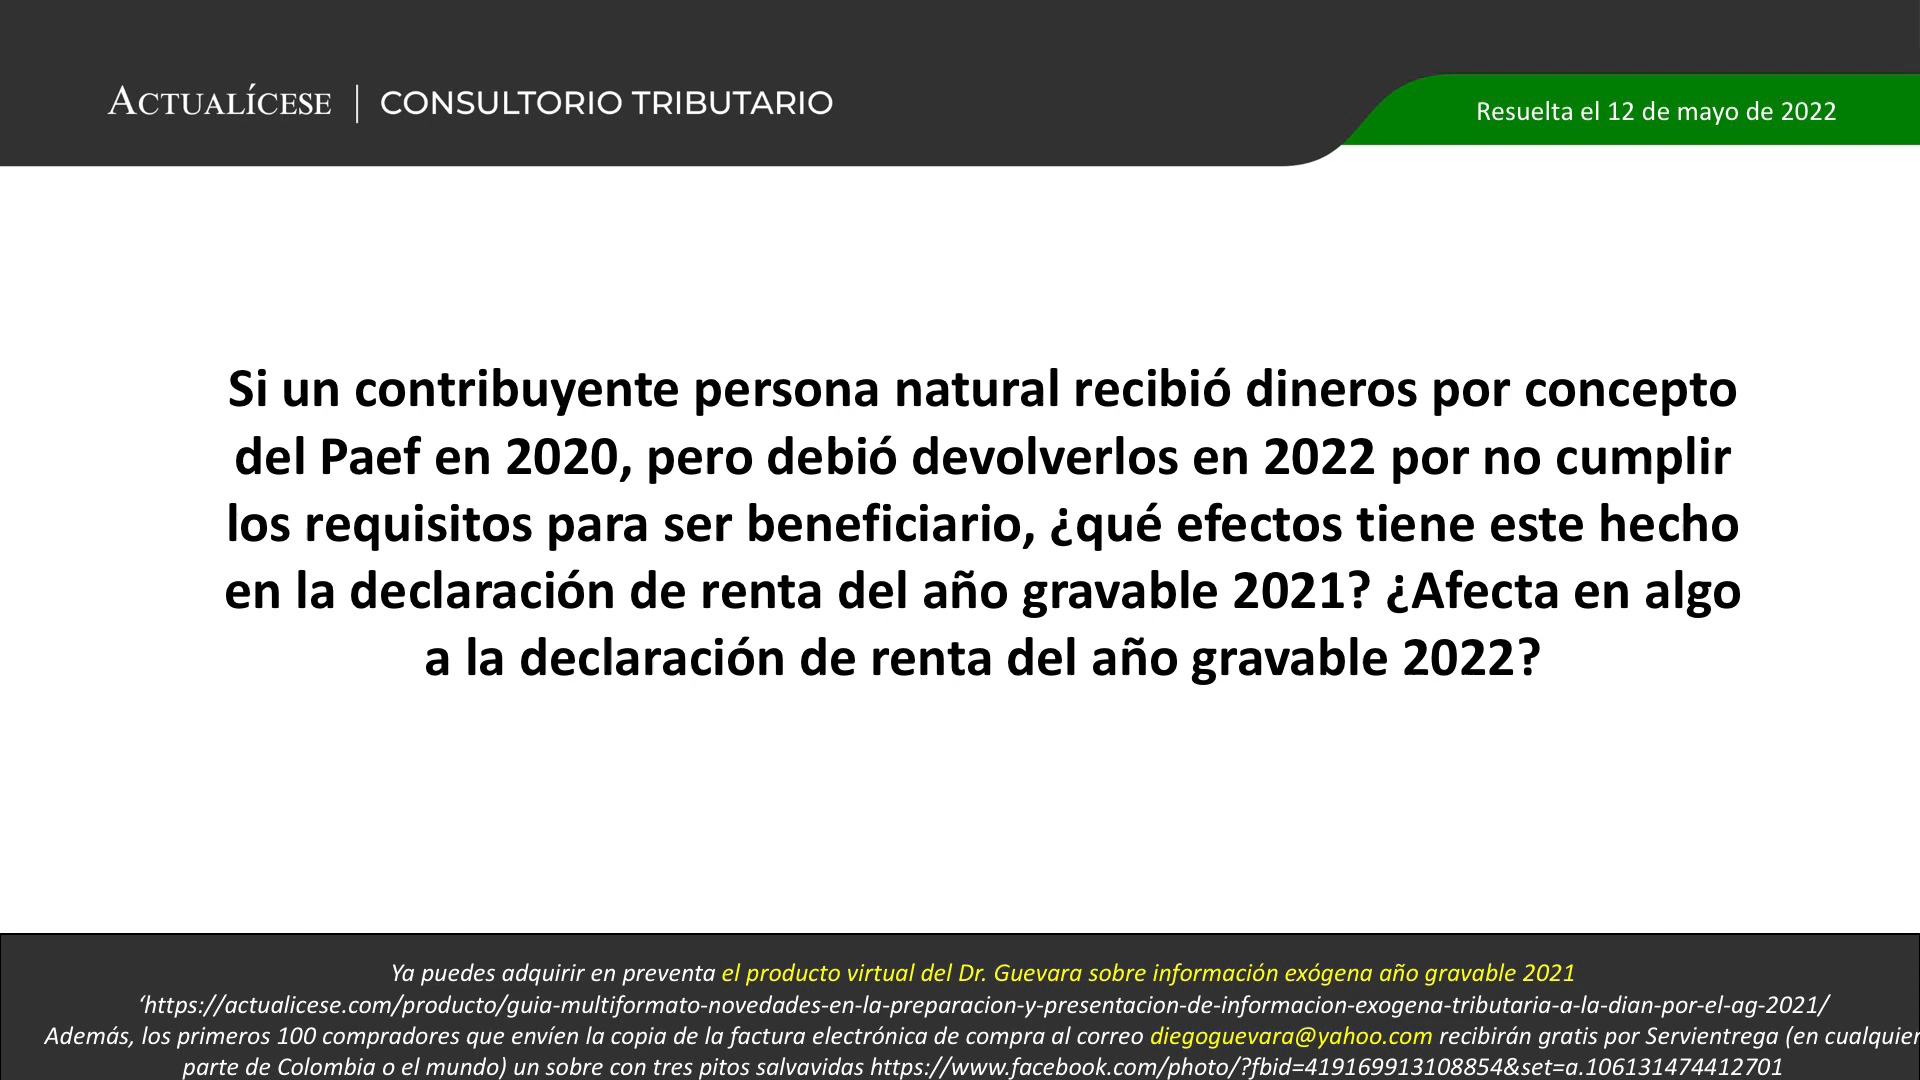 ACTUALÍCESE | CONSULTORIO TRIBUTARIO
Resuelta el 12 de mayo de 2022
Si un contribuyente persona natural recibió dineros por concepto
del Paef en 2020, pero debió devolverlos en 2022 por no cumplir
los requisitos para ser beneficiario, ¿qué efectos tiene este hecho
en la declaración de renta del año gravable 2021? ¿Afecta en algo
a la declaración de renta del año gravable 2022?
Ya puedes adquirir en preventa el producto virtual del Dr. Guevara sobre información exógena año gravable 2021
‘https://actualicese.com/producto/guia-multiformato-novedades-en-la-preparacion-y-presentacion-de-informacion-exogena-tributaria-a-la-dian-por-el-ag-2021/
Además, los primeros 100 compradores que envíen la copia de la factura electrónica de compra al correo diegoguevara@yahoo.com recibirán gratis por Servientrega (en cualquier
parte de Colombia o el mundo) un sobre con tres pitos salvavidas https://www.facebook.com/photo/?fbid=4191699131108854&set=a.106131474412701